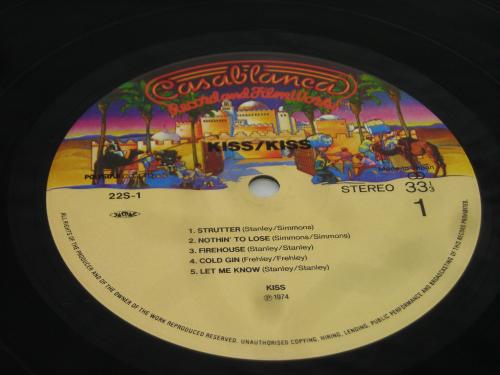 Casablanca
Record and FilmWorks
KISS/KISS
22S-1
STEREO 33⅓
1
1. STRUTTER (Stanley/Simmons)
2. NOTHIN' TO LOSE (Simmons/Simmons)
3. FIREHOUSE (Stanley/Stanley)
4. COLD GIN (Frehley/Frehley)
5. LET ME KNOW (Stanley/Stanley)
KISS
℗ 1974
ALL RIGHTS OF THE PRODUCER AND OF THE OWNER OF THE WORK REPRODUCED RESERVED. UNAUTHORISED COPYING, HIRING, LENDING, PUBLIC PERFORMANCE AND BROADCASTING OF THIS RECORD PROHIBITED.